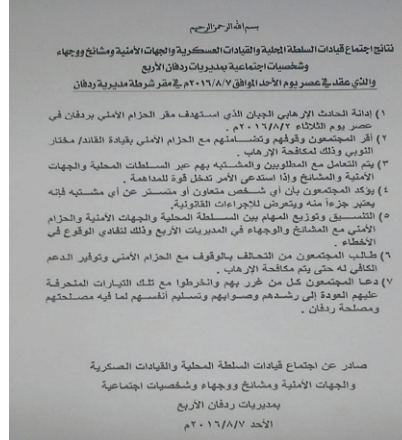 بسم الله الرحمن الرحيم
نتائج اجتماع قيادات السلطة المحلية والقيادات العسكرية والجهات الأمنية ومشائخ ووجهاء
وشخصيات اجتماعية بمديريات ردفان الأربع
والذي عقد في عصر يوم الأحد الموافق ٢٠١٦/٨/٧م في مقر شرطة مديرية ردفان
١) إدانة الحادث الإرهابي الجبان الذي استهدف مقر الحزام الأمني بردفان في
عصر يوم الثلاثاء ٢٠١٦/٨/٢م .
٢) أقر المجتمعون وقوفهم وتضامنهم مع الحزام الأمني بقيادة القائد/ مختار
النوبي وذلك لمكافحة الإرهاب .
٣) يتم التعامل مع المطلوبين والمشتبه بهم عبر السلطات المحلية والجهات
الأمنية والمشائخ وإذا استدعى الأمر تدخل قوة للمداهمة .
٤) يؤكد المجتمعون بأن أي شخص متعاون أو متستر عن أي مشتبه فإنه
يعتبر جزءاً منه ويتعرض للإجراءات القانونية .
٥) التنسيق وتوزيع المهام بين السلطة المحلية والجهات الأمنية والحزام
الأمني مع المشائخ والوجهاء في المديريات الأربع وذلك لتفادي الوقوع في
الأخطاء .
٦) طالب المجتمعون من التحالف بالوقوف مع الحزام الأمني وتوفير الدعم
الكافي له حتى يتم مكافحة الإرهاب .
٧) دعا المجتمعون كل من غرر بهم وانخرطوا مع تلك التيارات المنحرفة
عليهم العودة إلى رشدهم وصوابهم وتسليم أنفسهم لما فيه مصلحتهم
ومصلحة ردفان .
صادر عن اجتماع قيادات السلطة المحلية والقيادات العسكرية
والجهات الأمنية ومشائخ ووجهاء وشخصيات اجتماعية
بمديريات ردفان الأربع
الأحد ٢٠١٦/٨/٧م